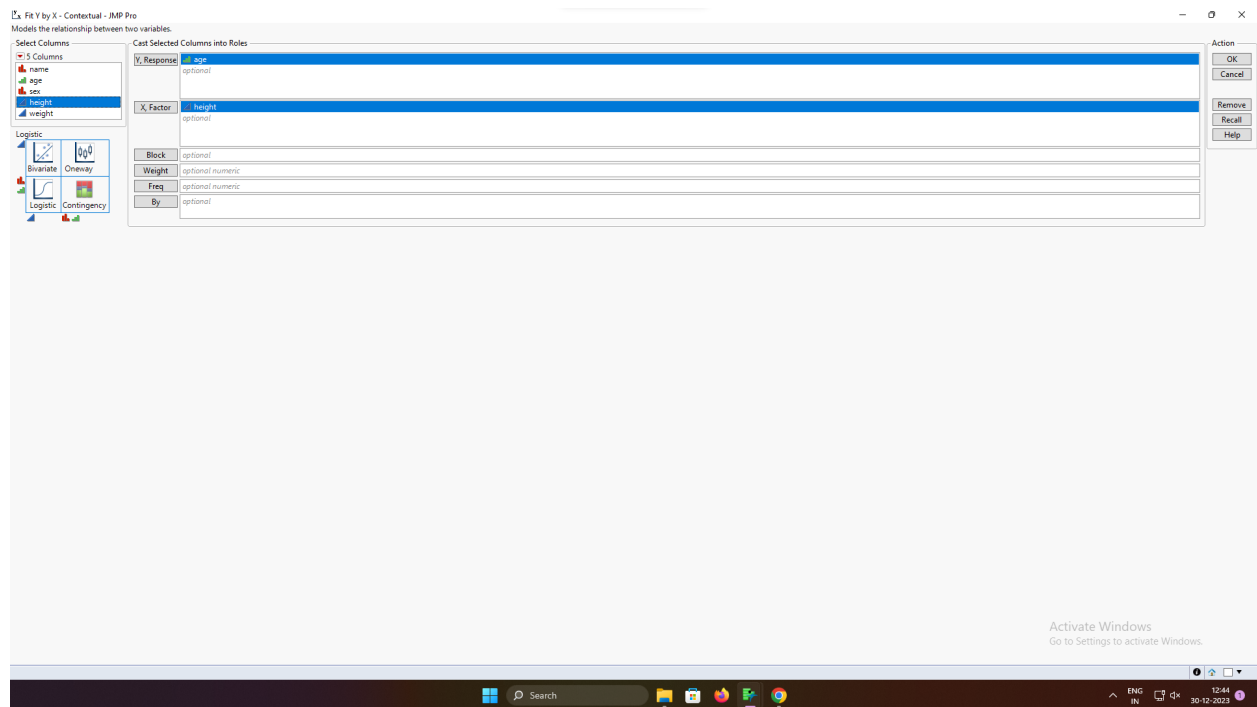 Fit Y by X - Contextual - JMP Pro
Models the relationship between two variables.
Select Columns
5 Columns
name
age
sex
height
weight
Logistic
Bivariate
Oneway
Logistic
Contingency
Cast Selected Columns into Roles
Y, Response
age
optional
X, Factor
height
optional
Block
optional
Weight
optional numeric
Freq
optional numeric
By
optional
Action
OK
Cancel
Remove
Recall
Help
Activate Windows
Go to Settings to activate Windows.
Search
ENG
IN
12:44
30-12-2023
1